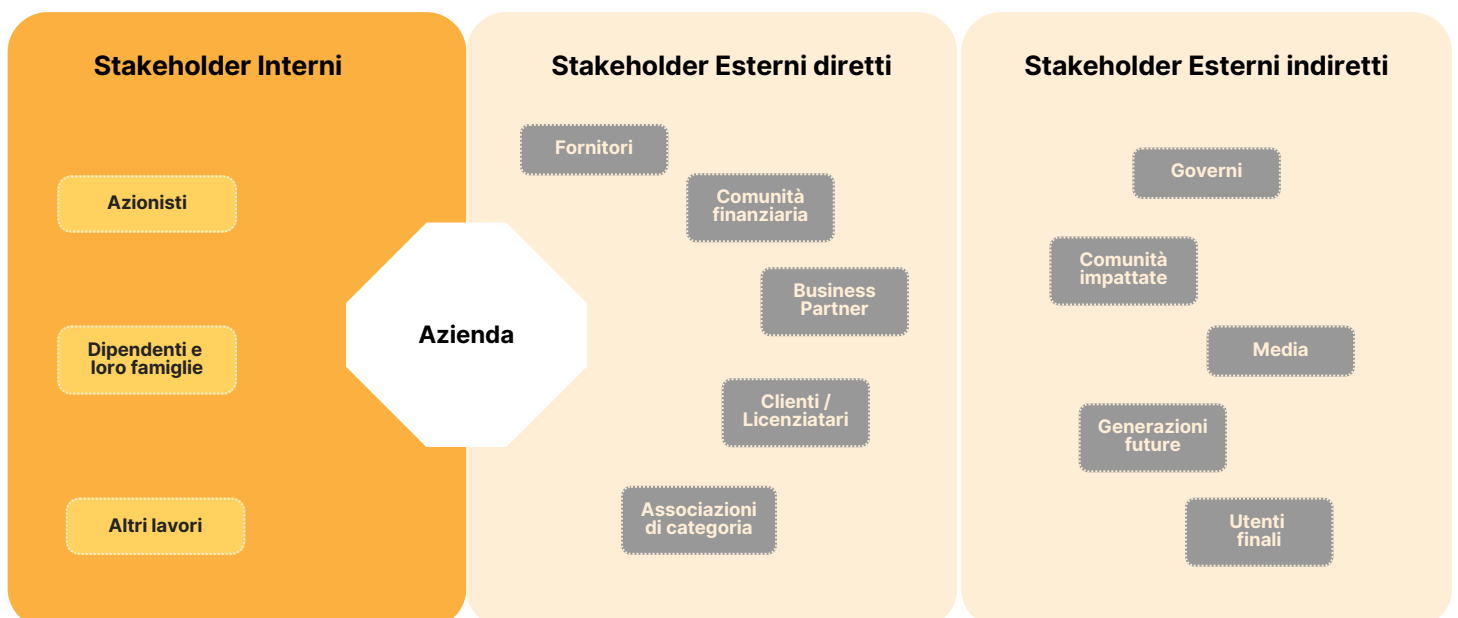 Stakeholder Interni
Azionisti
Dipendenti e
loro famiglie
Altri lavori
Azienda
Stakeholder Esterni diretti
Fornitori
Comunità
finanziaria
Business
Partner
Clienti /
Licenziatari
Associazioni
di categoria
Stakeholder Esterni indiretti
Governi
Comunità
impattate
Media
Generazioni
future
Utenti
finali